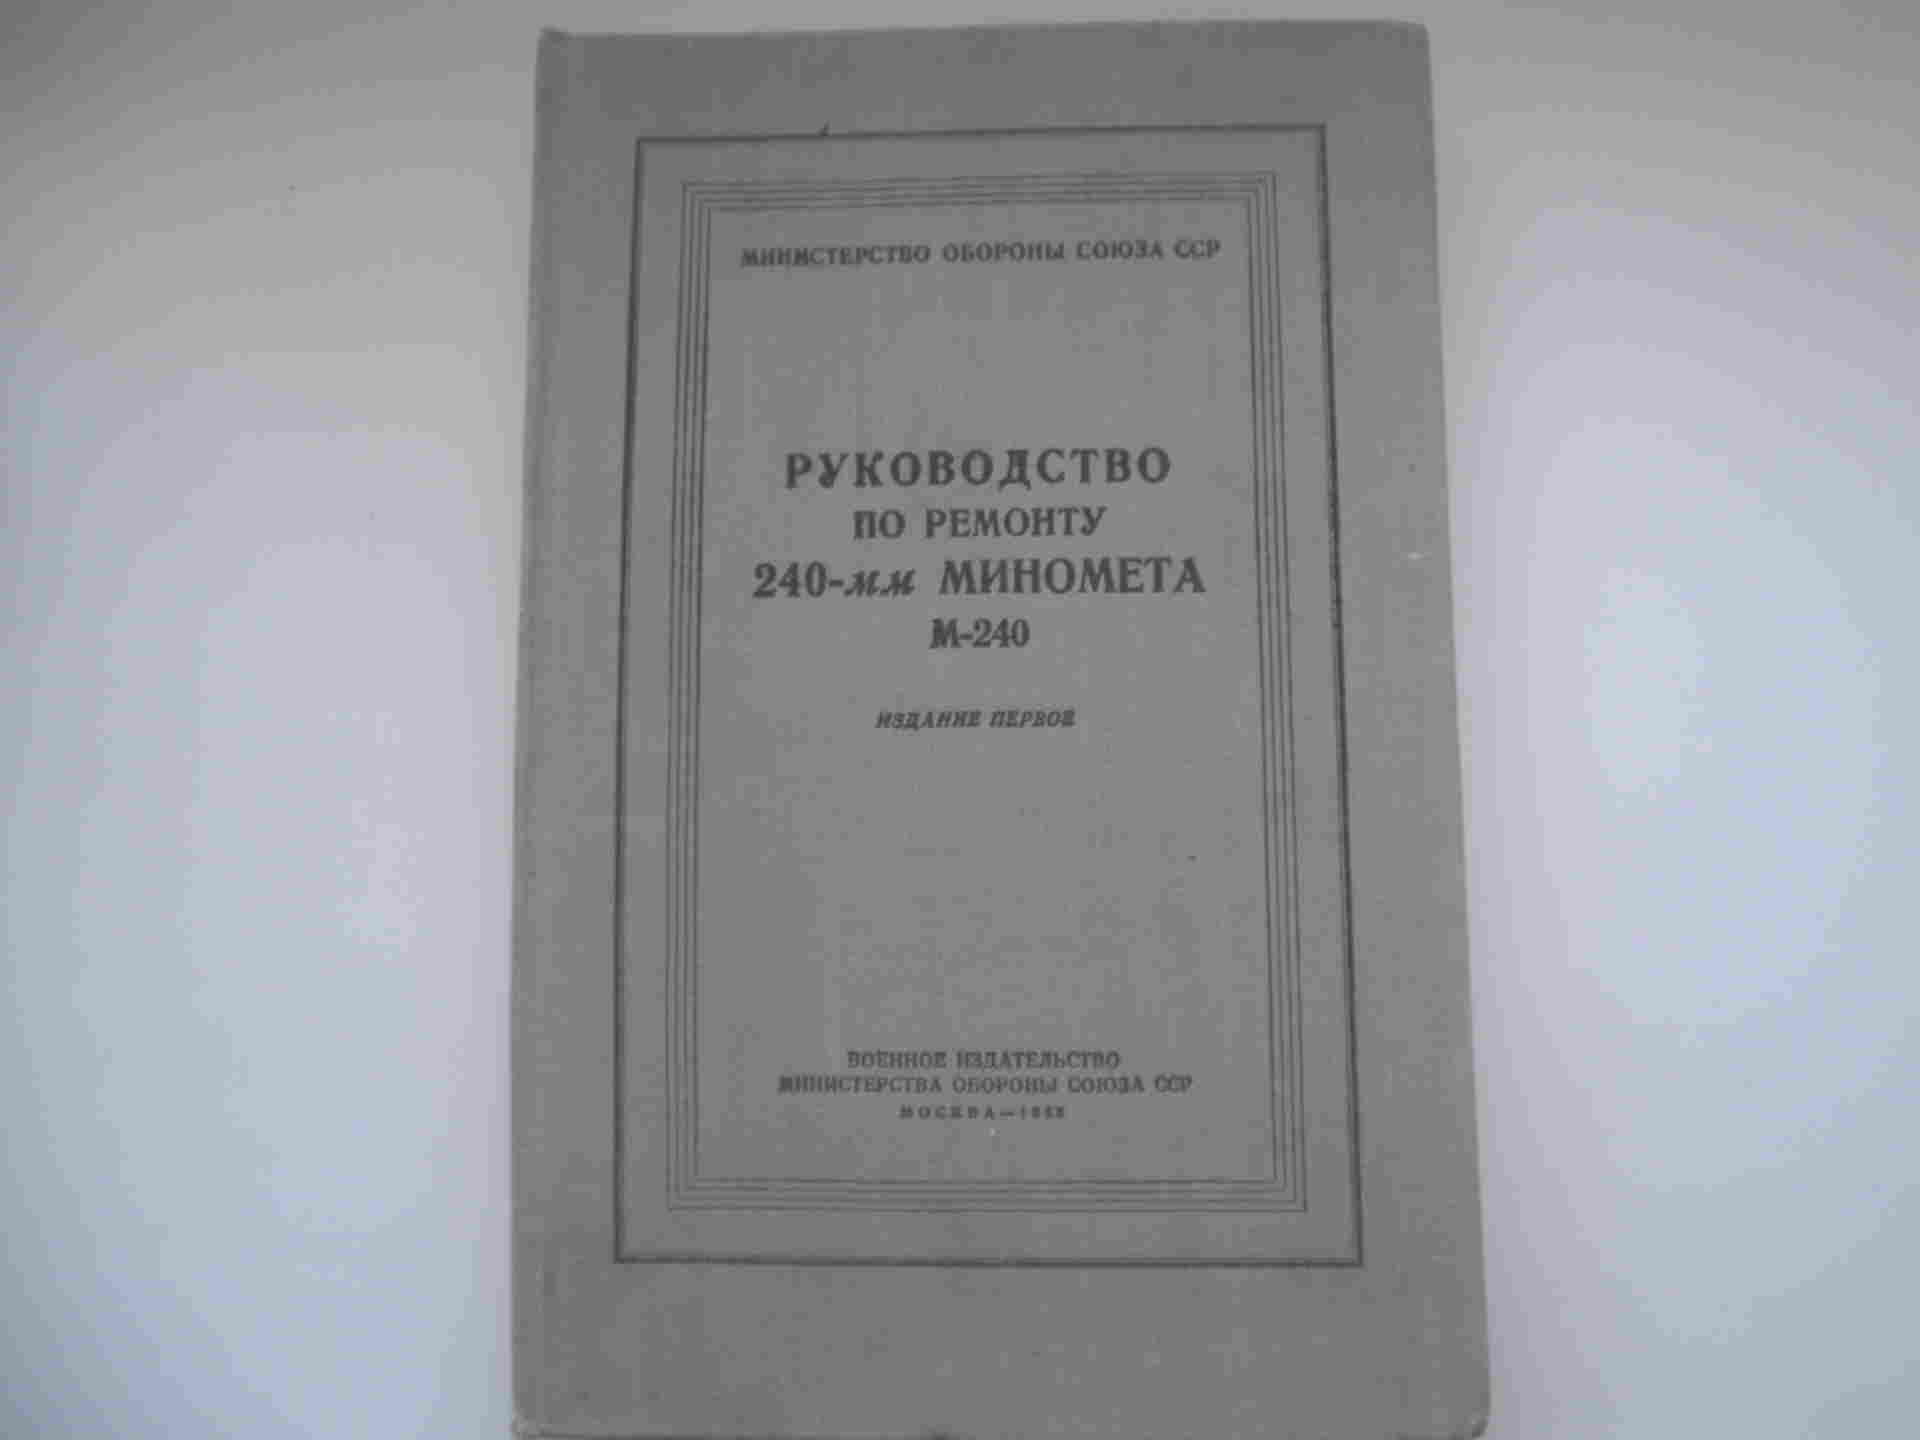 МИНИСТЕРСТВО ОБОРОНЫ СОЮЗА ССР
РУКОВОДСТВО
ПО РЕМОНТУ
240-мм МИНОМЕТА
М-240
ИЗДАНИЕ ПЕРВОЕ
ВОЕННОЕ ИЗДАТЕЛЬСТВО
МИНИСТЕРСТВА ОБОРОНЫ СОЮЗА ССР
МОСКВА —